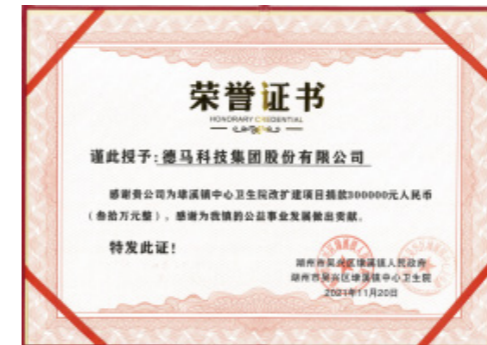 荣誉证书
HONORARY CREDENTIAL
谨此授予:德马科技集团股份有限公司
感谢贵公司为埭溪镇中心卫生院改扩建项目捐款300000元人民币
(叁拾万元整),感谢为我镇的公益事业发展做出贡献。
特发此证!
湖州市吴兴区埭溪镇人民政府
湖州市吴兴区埭溪镇中心卫生院
2021年11月20日